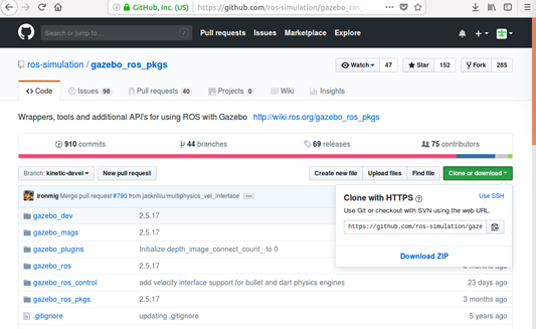 GitHub, Inc. (US) https://github.com/ros-simulation/gazebo_ros_pkgs
Search or jump to... / Pull requests Issues Marketplace Explore
ros-simulation / gazebo_ros_pkgs Watch 47 Star 152 Fork 285
Code Issues 90 Pull requests 40 Projects 0 Wiki Insights
Wrappers, tools and additional API's for using ROS with Gazebo http://wiki.ros.org/gazebo_ros_pkgs
910 commits 44 branches 69 releases 75 contributors
Branch: kinetic-devel New pull request Create new file Upload files Find file Clone or download
ironmig Merge pull request #790 from jacknlliu/multiphysics_vel_interface
Clone with HTTPS Use SSH
Use Git or checkout with SVN using the web URL.
https://github.com/ros-simulation/gaze
Download ZIP
gazebo_dev 2.5.17
gazebo_msgs 2.5.17
gazebo_plugins Initialize depth_image_connect_count_ to 0
gazebo_ros 2.5.17
gazebo_ros_control add velocity interface support for bullet and dart physics engines 23 days ago
gazebo_ros_pkgs 2.5.17 3 months ago
.gitignore updating .gitignore 5 years ago